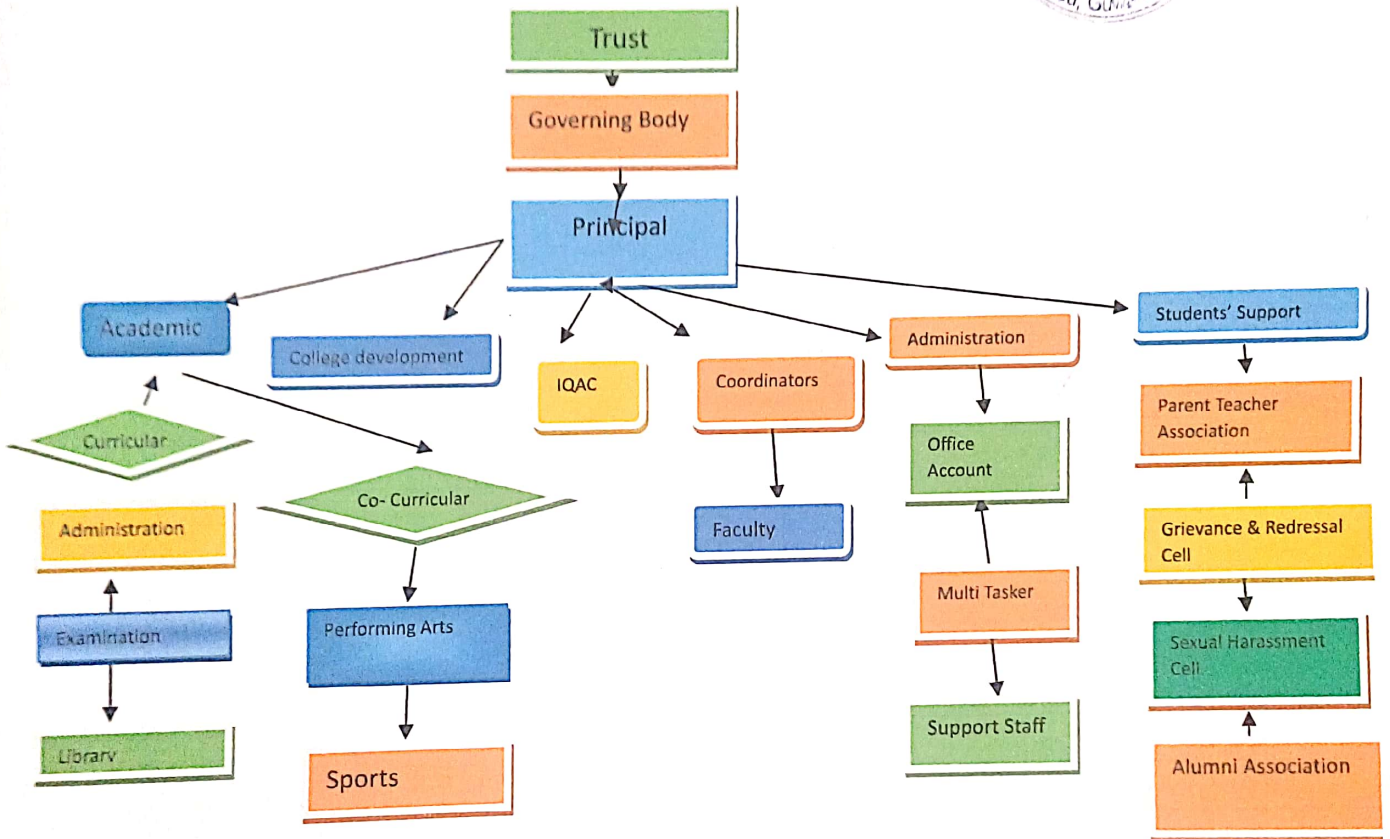 Trust
Governing Body
Principal
Academic
College development
IQAC
Coordinators
Administration
Students' Support
Curricular
Co- Curricular
Faculty
Office
Account
Parent Teacher
Association
Administration
Examination
Library
Performing Arts
Sports
Multi Tasker
Support Staff
Grievance & Redressal
Cell
Sexual Harassment
Cell
Alumni Association